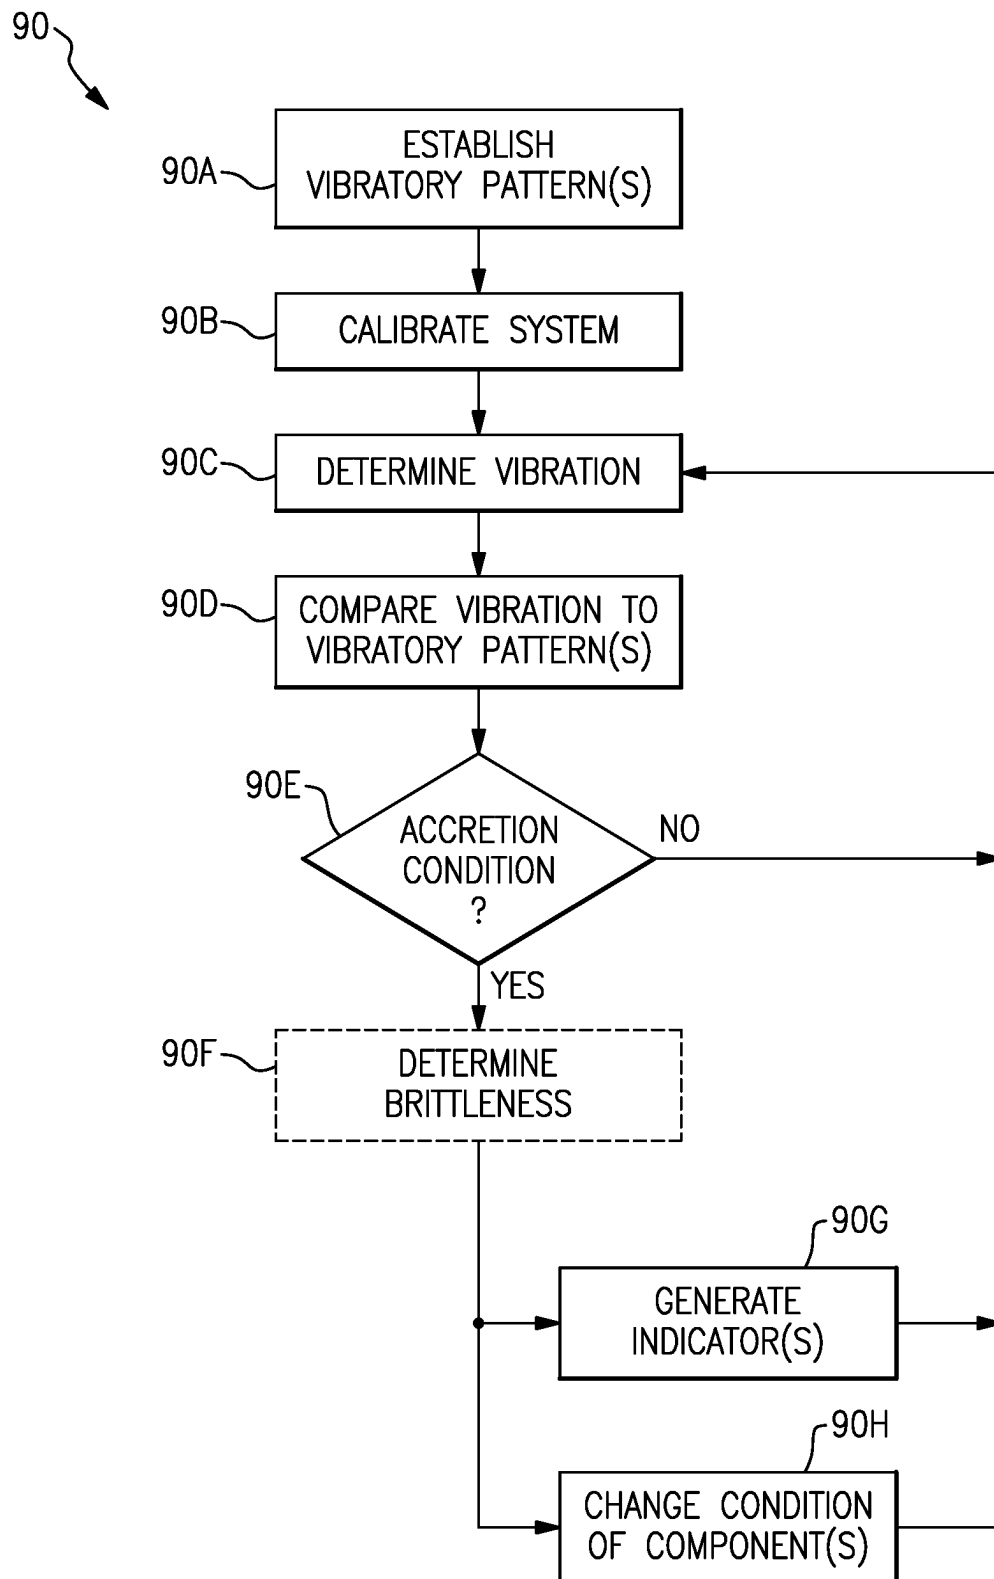 90
90A
ESTABLISH
VIBRATORY PATTERN(S)
90B
CALIBRATE SYSTEM
90C
DETERMINE VIBRATION
90D
COMPARE VIBRATION TO
VIBRATORY PATTERN(S)
90E
ACCRETION
CONDITION
?
NO
YES
90F
DETERMINE
BRITTLENESS
90G
GENERATE
INDICATOR(S)
90H
CHANGE CONDITION
OF COMPONENT(S)